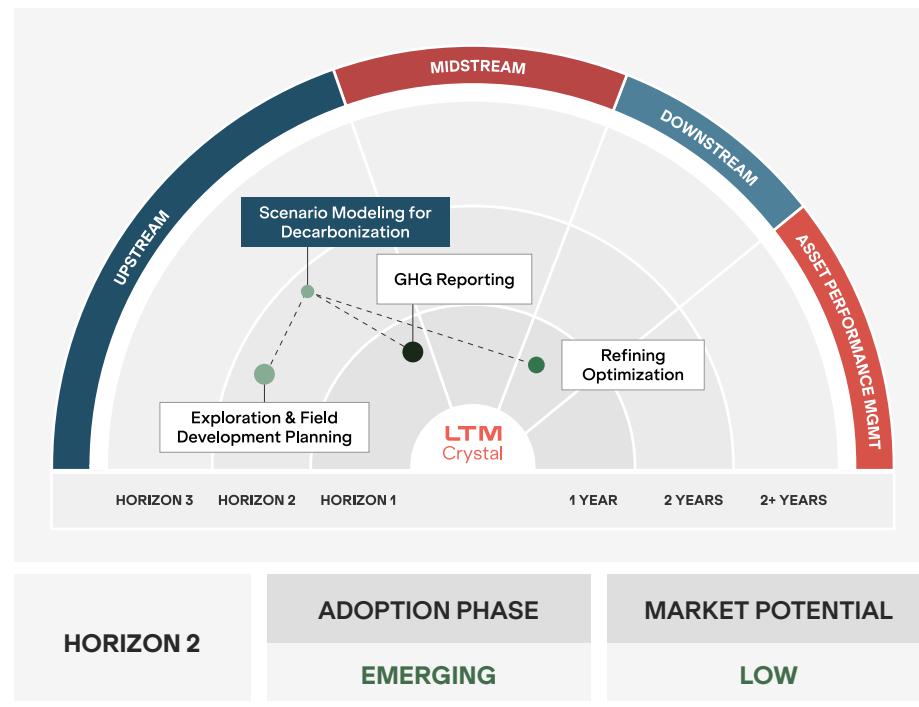 MIDSTREAM
DOWNSTREAM
UPSTREAM
ASSET PERFORMANCE MGMT
Scenario Modeling for
Decarbonization
GHG Reporting
Refining
Optimization
Exploration & Field
Development Planning
LTM
Crystal
HORIZON 3
HORIZON 2
HORIZON 1
1 YEAR
2 YEARS
2+ YEARS
HORIZON 2
ADOPTION PHASE
EMERGING
MARKET POTENTIAL
LOW